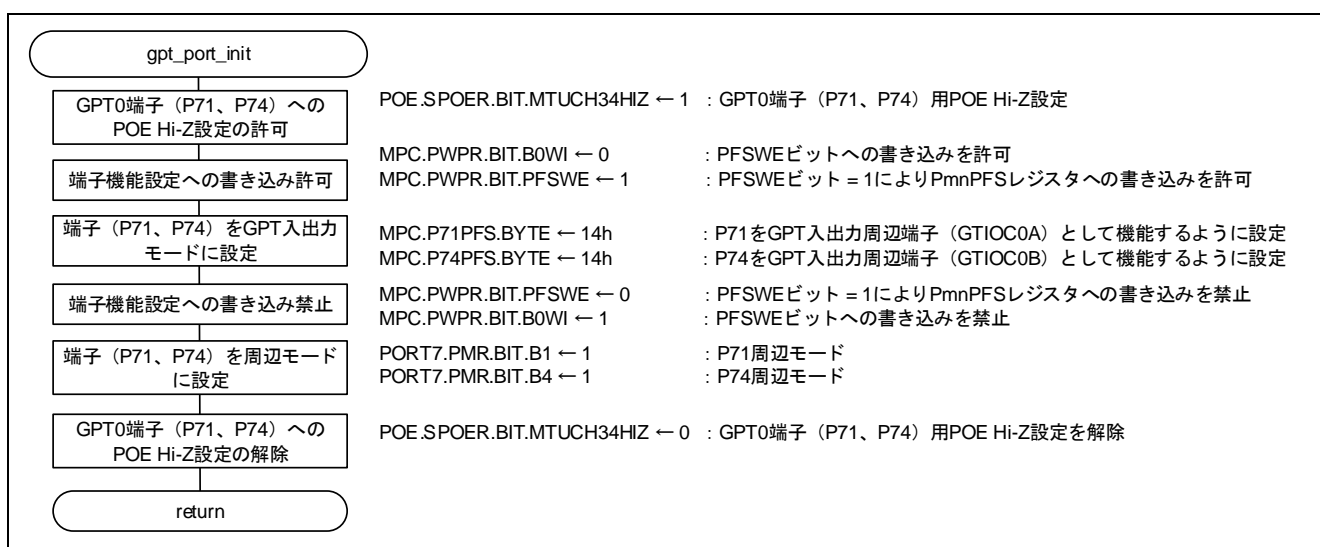 gpt_port_init
GPT0端子（P71、P74）への
POE Hi-Z設定の許可
POE.SPOER.BIT.MTUCH34HIZ ← 1 ：GPT0端子（P71、P74）用POE Hi-Z設定
端子機能設定への書き込み許可
MPC.PWPR.BIT.B0WI ← 0 ：PFSWEビットへの書き込みを許可
MPC.PWPR.BIT.PFSWE ← 1 ：PFSWEビット = 1によりPmnPFSレジスタへの書き込みを許可
端子（P71、P74）をGPT入出力
モードに設定
MPC.P71PFS.BYTE ← 14h ：P71をGPT入出力周辺端子（GTIOC0A）として機能するように設定
MPC.P74PFS.BYTE ← 14h ：P74をGPT入出力周辺端子（GTIOC0B）として機能するように設定
端子機能設定への書き込み禁止
MPC.PWPR.BIT.PFSWE ← 0 ：PFSWEビット = 1によりPmnPFSレジスタへの書き込みを禁止
MPC.PWPR.BIT.B0WI ← 1 ：PFSWEビットへの書き込みを禁止
端子（P71、P74）を周辺モード
に設定
PORT7.PMR.BIT.B1 ← 1 ：P71周辺モード
PORT7.PMR.BIT.B4 ← 1 ：P74周辺モード
GPT0端子（P71、P74）への
POE Hi-Z設定の解除
POE.SPOER.BIT.MTUCH34HIZ ← 0 ：GPT0端子（P71、P74）用POE Hi-Z設定を解除
return